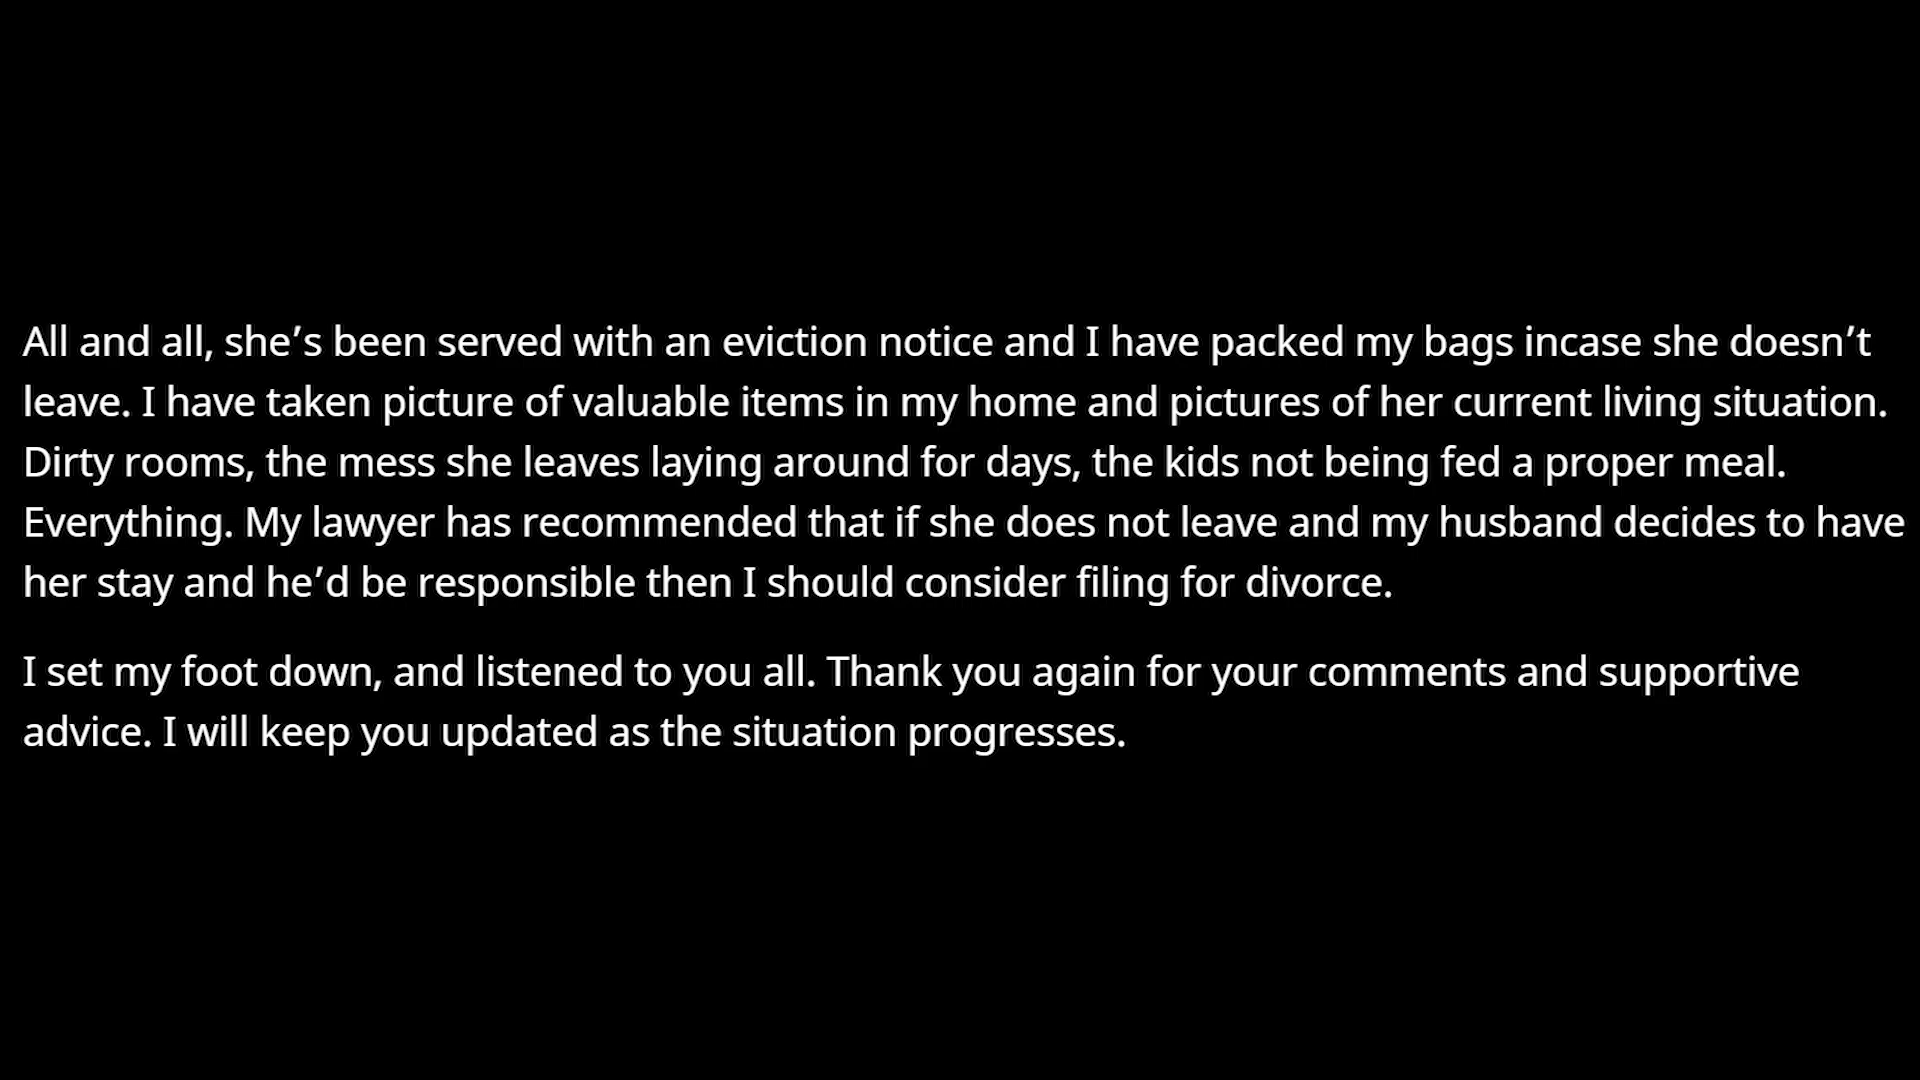 All and all, she’s been served with an eviction notice and I have packed my bags incase she doesn’t
leave. I have taken picture of valuable items in my home and pictures of her current living situation.
Dirty rooms, the mess she leaves laying around for days, the kids not being fed a proper meal.
Everything. My lawyer has recommended that if she does not leave and my husband decides to have
her stay and he’d be responsible then I should consider filing for divorce.
I set my foot down, and listened to you all. Thank you again for your comments and supportive
advice. I will keep you updated as the situation progresses.